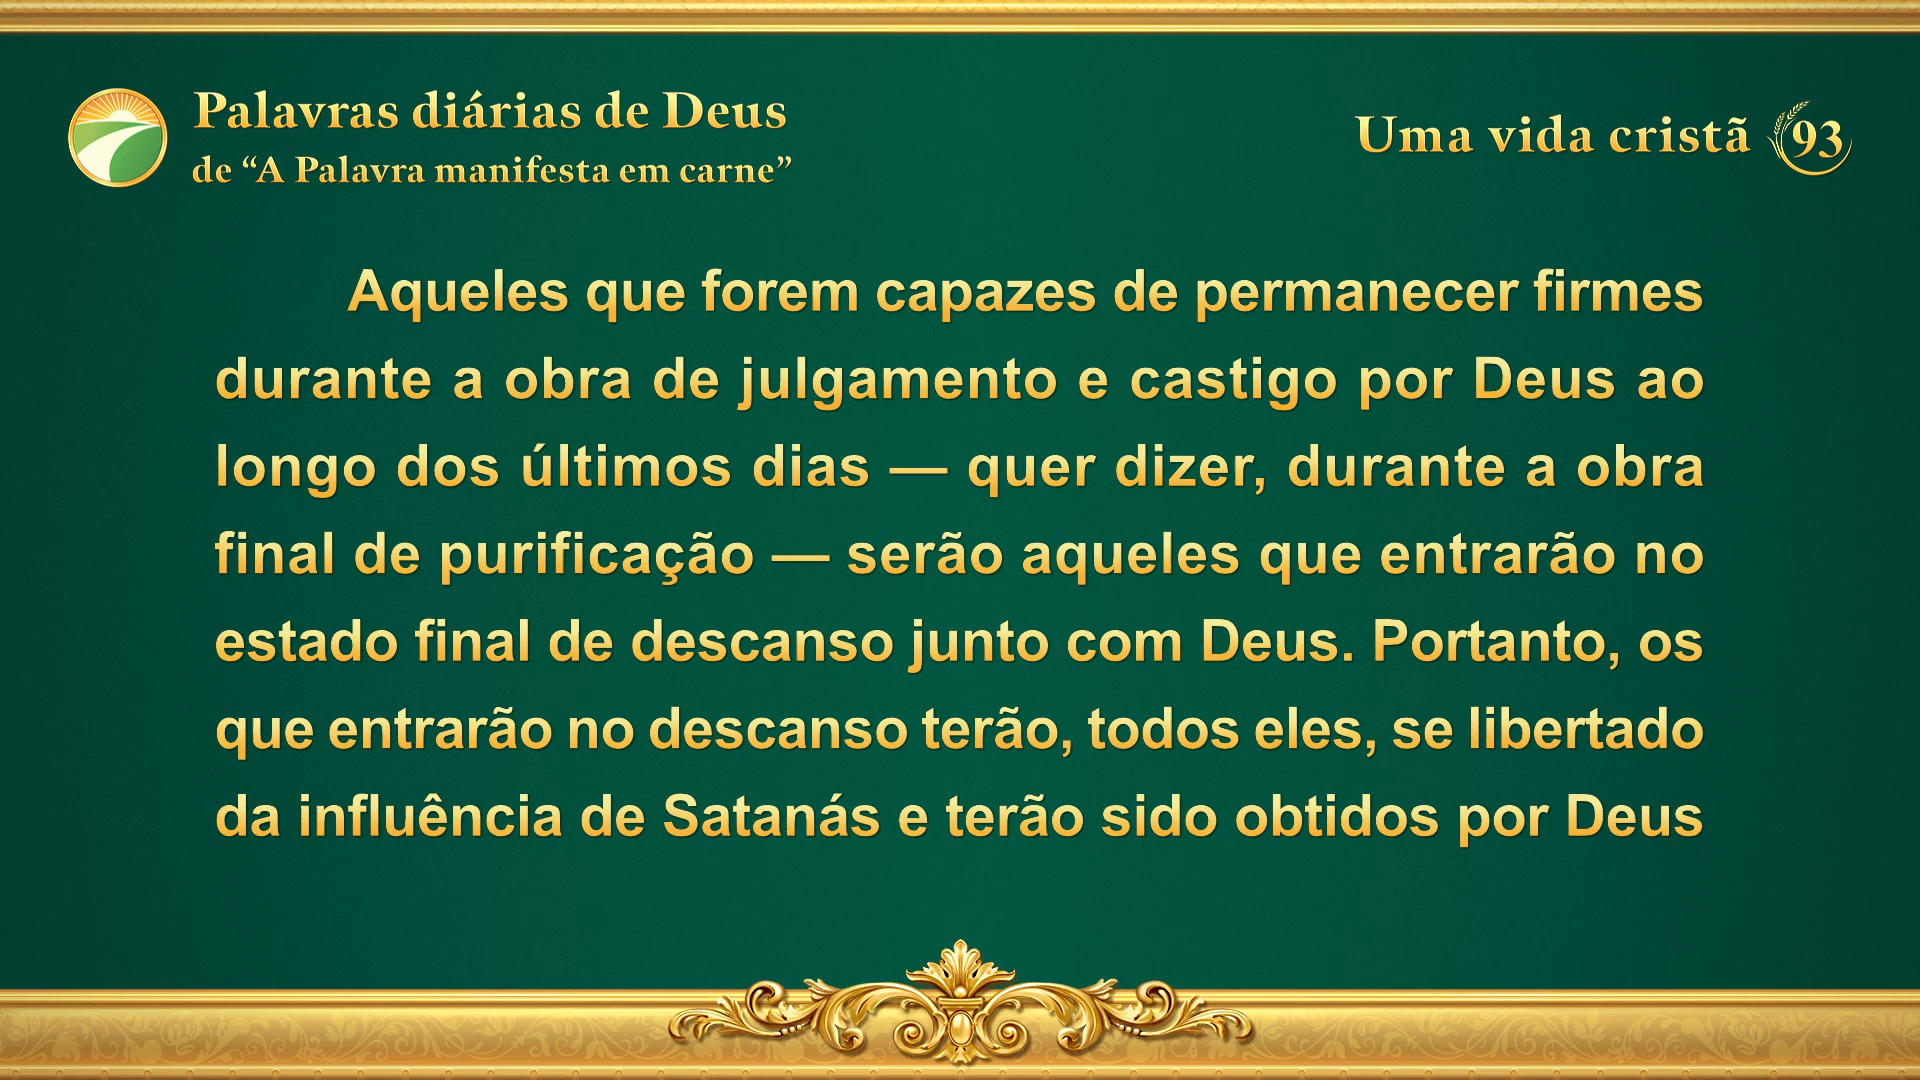 Palavras diárias de Deus
de “A Palavra manifesta em carne”
Uma vida cristã 93
Aqueles que forem capazes de permanecer firmes
durante a obra de julgamento e castigo por Deus ao
longo dos últimos dias — quer dizer, durante a obra
final de purificação — serão aqueles que entrarão no
estado final de descanso junto com Deus. Portanto, os
que entrarão no descanso terão, todos eles, se libertado
da influência de Satanás e terão sido obtidos por Deus